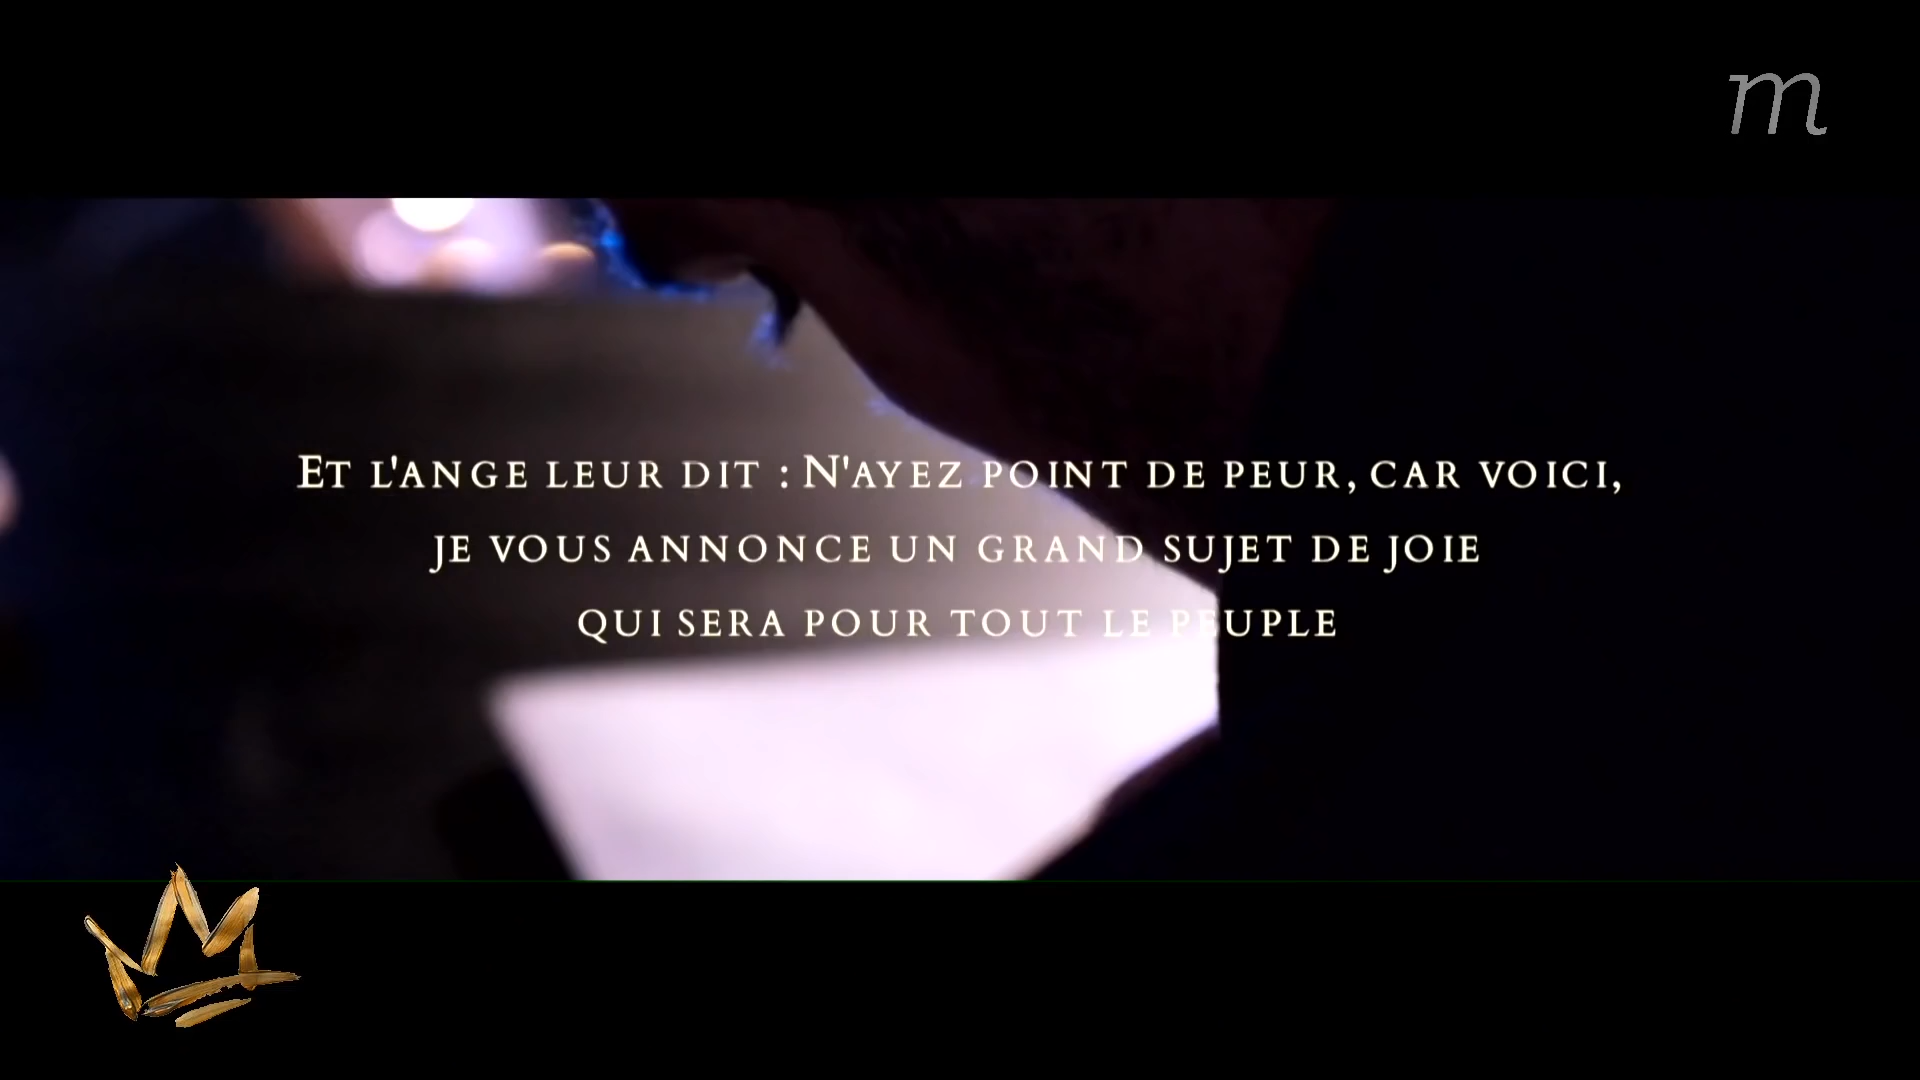 m
ET L'ANGE LEUR DIT : N'AYEZ POINT DE PEUR, CAR VOICI,
JE VOUS ANNONCE UN GRAND SUJET DE JOIE
QUI SERA POUR TOUT LE PEUPLE